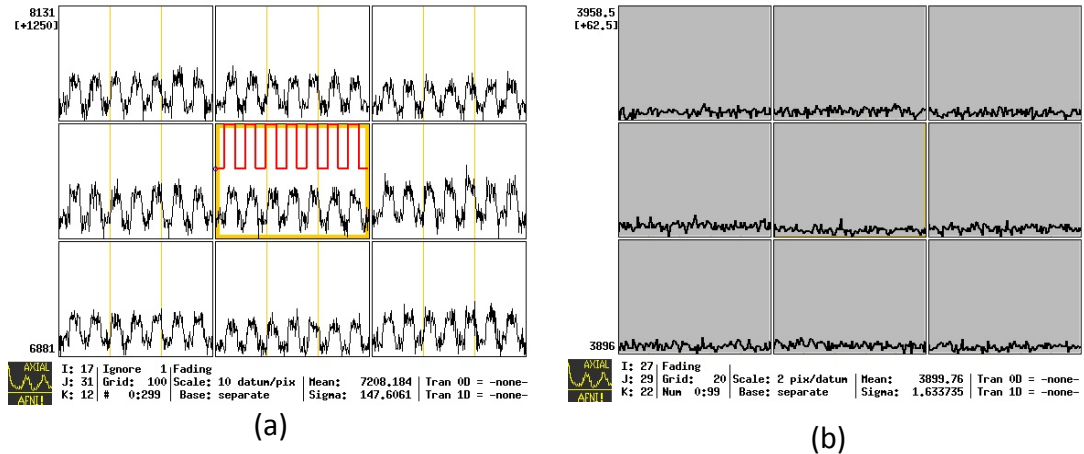 8131
[+1250]
6881
AXIAL
AFNI!
I: 17 Ignore 1 Fading
J: 31 Grid: 100 Scale: 10 datum/pix Mean: 7208.184 Tran 0D = -none-
K: 12 # 0:299 Base: separate Sigma: 147.6061 Tran 1D = -none-
(a)
3958.5
[+62.5]
3896
AXIAL
AFNI!
I: 27 Fading
J: 29 Grid: 20 Scale: 2 pix/datum Mean: 3899.76 Tran 0D = -none-
K: 22 Num 0:99 Base: separate Sigma: 1.633735 Tran 1D = -none-
(b)